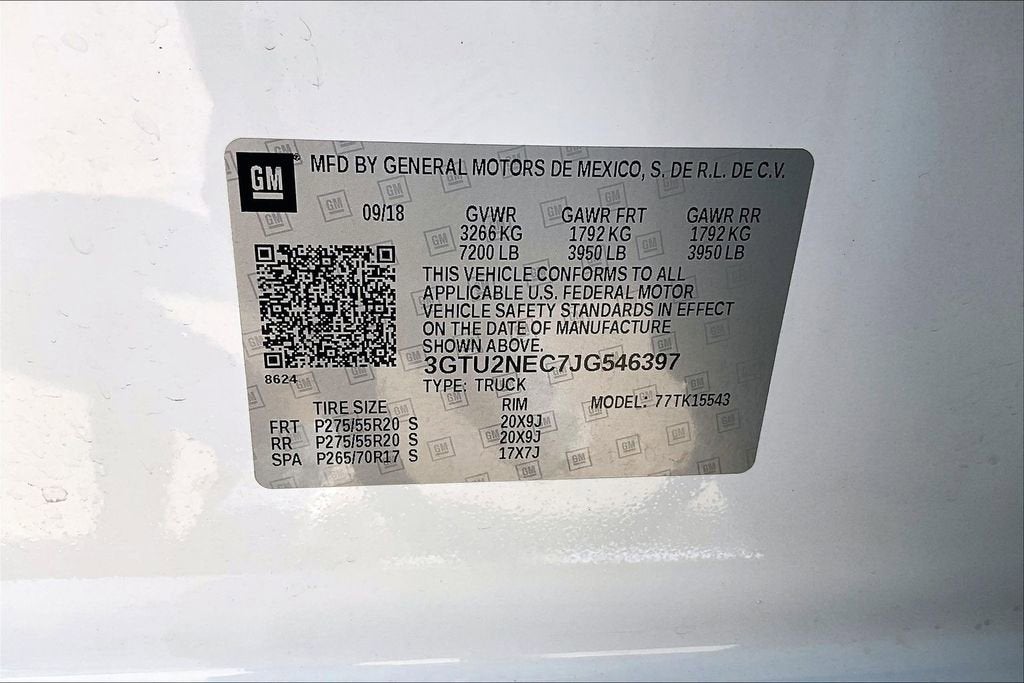 GM® MFD BY GENERAL MOTORS DE MEXICO, S. DE R.L. DE C.V.
09/18 GVWR GAWR FRT GAWR RR
3266 KG 1792 KG 1792 KG
7200 LB 3950 LB 3950 LB
THIS VEHICLE CONFORMS TO ALL
APPLICABLE U.S. FEDERAL MOTOR
VEHICLE SAFETY STANDARDS IN EFFECT
ON THE DATE OF MANUFACTURE
SHOWN ABOVE.
3GTU2NEC7JG546397
8624
TYPE: TRUCK
TIRE SIZE RIM MODEL: 77TK15543
FRT P275/55R20 S 20X9J
RR P275/55R20 S 20X9J
SPA P265/70R17 S 17X7J